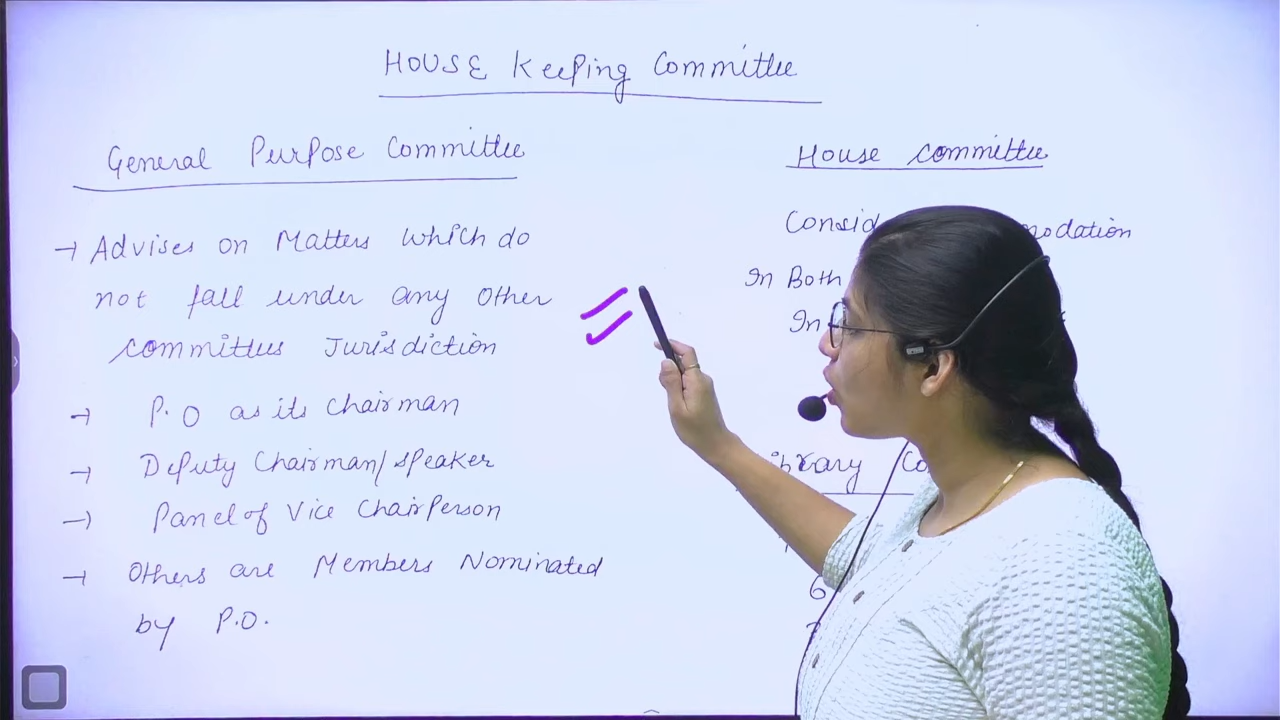 HOUSE Keeping Committee
General Purpose Committee
→ Advises on Matters which do
not fall under any other
committees Jurisdiction
→ P.O as its Chairman
→ Deputy Chairman/speaker
→ Panel of Vice Chairperson
→ Others are Members Nominated
by P.O.
House committee
In Both
In